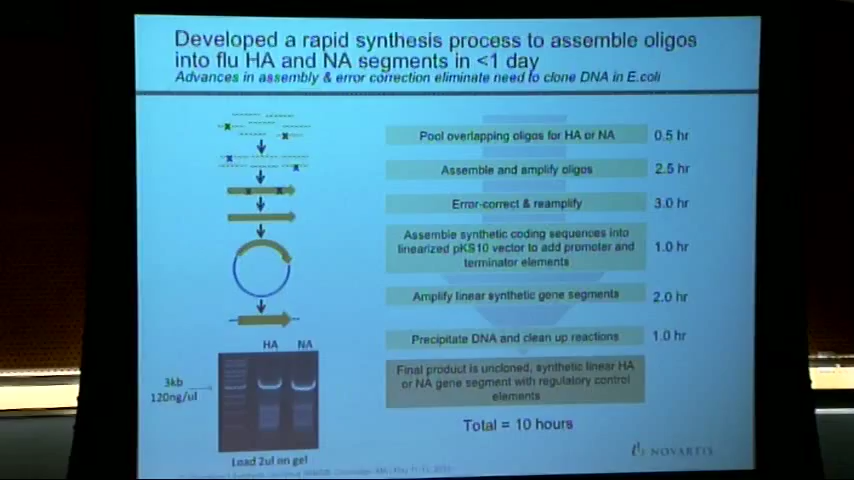 Developed a rapid synthesis process to assemble oligos
into flu HA and NA segments in <1 day
Advances in assembly & error correction eliminate need to clone DNA in E.coli
Pool overlapping oligos for HA or NA
0.5 hr
Assemble and amplify oligos
2.5 hr
Error-correct & reamplify
3.0 hr
Assemble synthetic coding sequences into
linearized pKS10 vector to add promoter and
terminator elements
1.0 hr
Amplify linear synthetic gene segments
2.0 hr
Precipitate DNA and clean up reactions
1.0 hr
Final product is uncloned, synthetic linear HA
or NA gene segment with regulatory control
elements
Total = 10 hours
HA
NA
3kb
120ng/ul
Load 2ul on gel
NOVARTIS